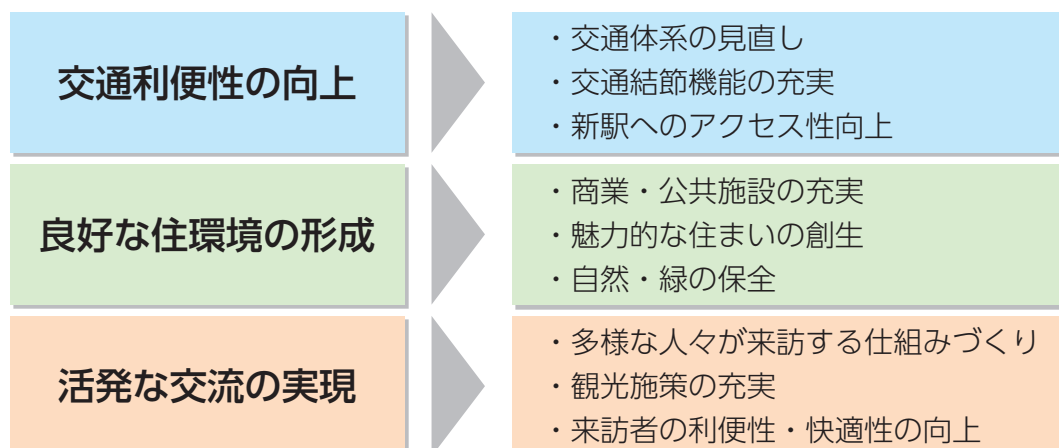 交通利便性の向上
・交通体系の見直し
・交通結節機能の充実
・新駅へのアクセス性向上
良好な住環境の形成
・商業・公共施設の充実
・魅力的な住まいの創生
・自然・緑の保全
活発な交流の実現
・多様な人々が来訪する仕組みづくり
・観光施策の充実
・来訪者の利便性・快適性の向上